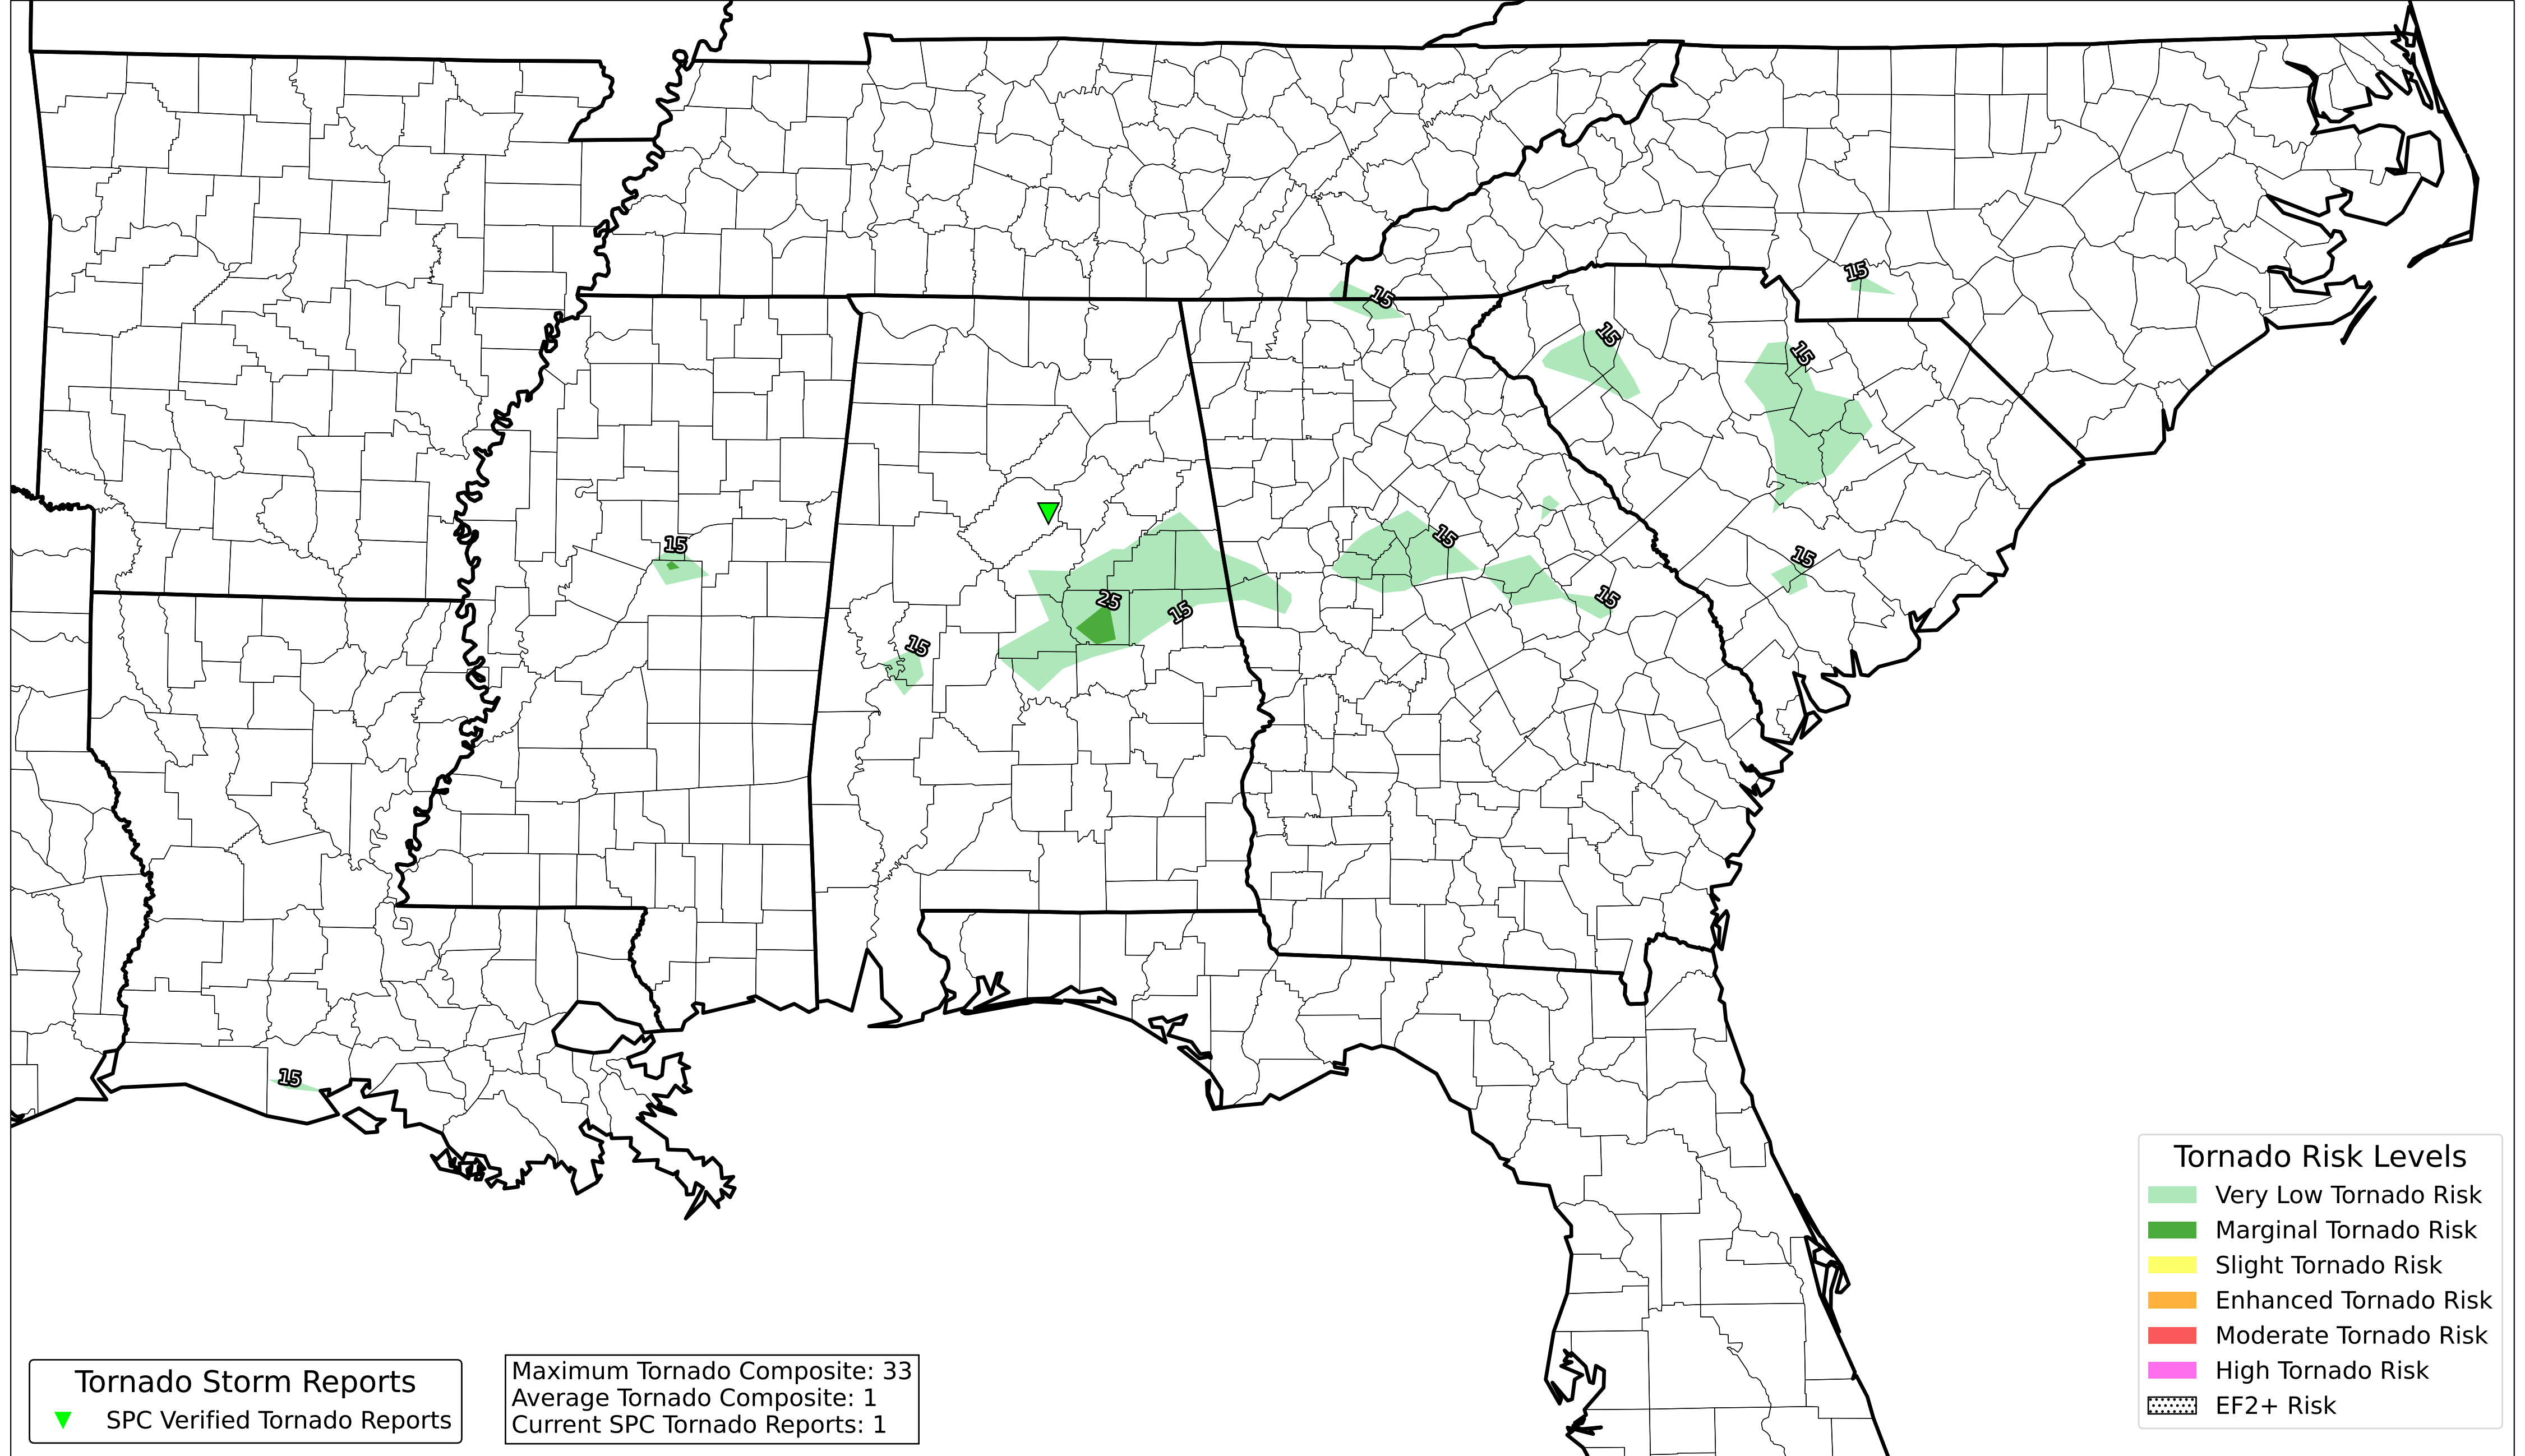 15
15
15
15
15
15
15
25
15
15
15
15
15
Tornado Storm Reports
SPC Verified Tornado Reports
Maximum Tornado Composite: 33
Average Tornado Composite: 1
Current SPC Tornado Reports: 1
Tornado Risk Levels
Very Low Tornado Risk
Marginal Tornado Risk
Slight Tornado Risk
Enhanced Tornado Risk
Moderate Tornado Risk
High Tornado Risk
EF2+ Risk